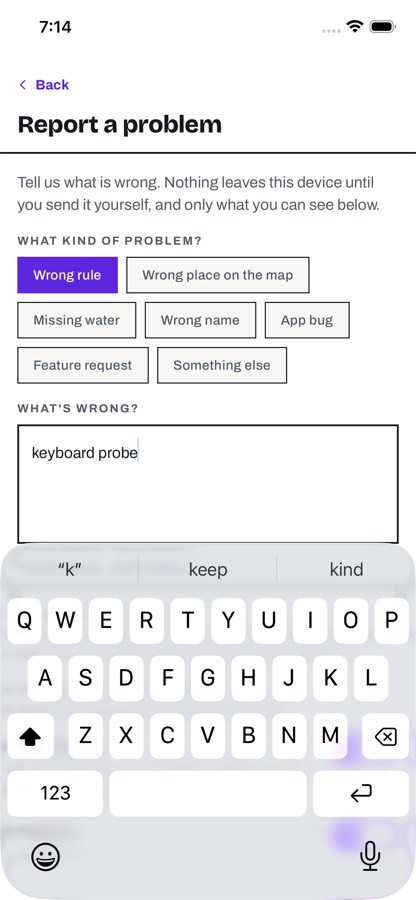 7:14
Back
Report a problem
Tell us what is wrong. Nothing leaves this device until
you send it yourself, and only what you can see below.
WHAT KIND OF PROBLEM?
Wrong rule
Wrong place on the map
Missing water
Wrong name
App bug
Feature request
Something else
WHAT'S WRONG?
keyboard probe
“k” keep kind
Q W E R T Y U I O P
A S D F G H J K L
Z X C V B N M
123